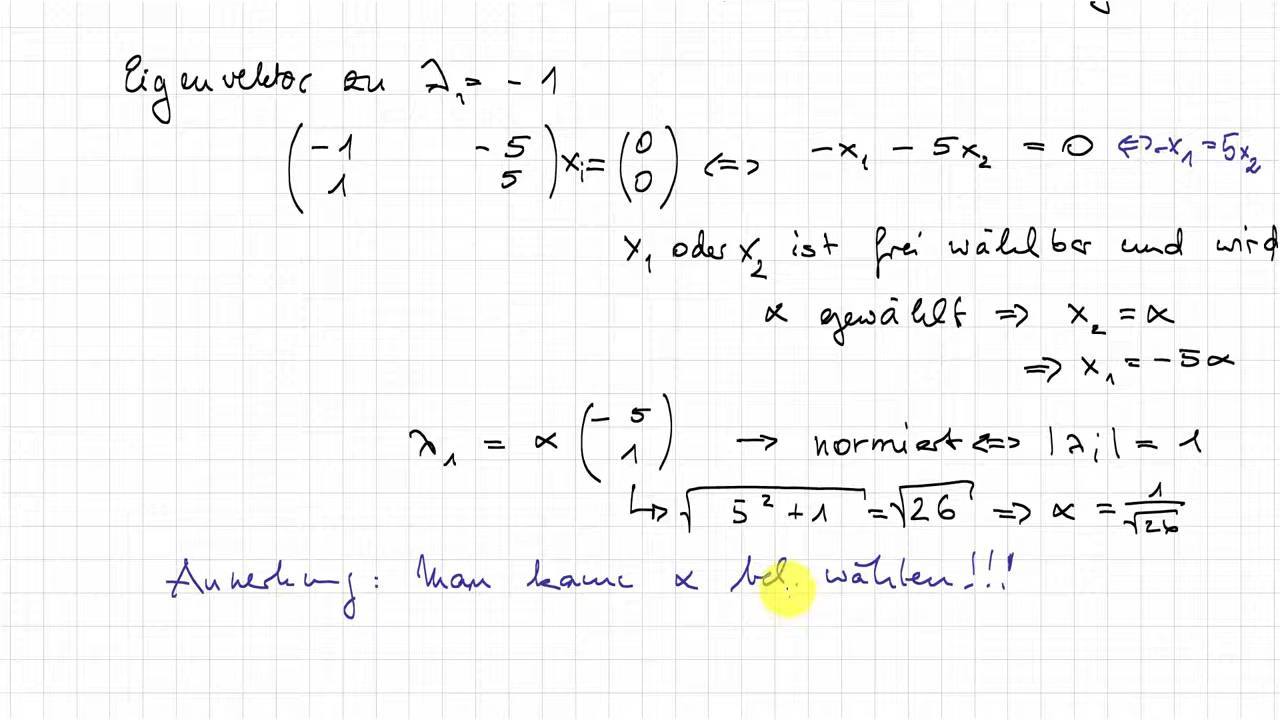 Eigenvektor zu λ₁ = - 1
(-1 -5; 1 5) xᵢ = (0; 0) ⇔ -x₁ - 5x₂ = 0 ⇔ -x₁ = 5x₂
x₁ oder x₂ ist frei wählbar und wird
α gewählt ⇒ x₂ = α
⇒ x₁ = -5α
λ₁ = α (-5; 1) → normiert ⇔ |λᵢ| = 1
↳ √(5² + 1) = √26 ⇒ α = 1/√26
Anmerkung: Man kann α bel. wählen!!!